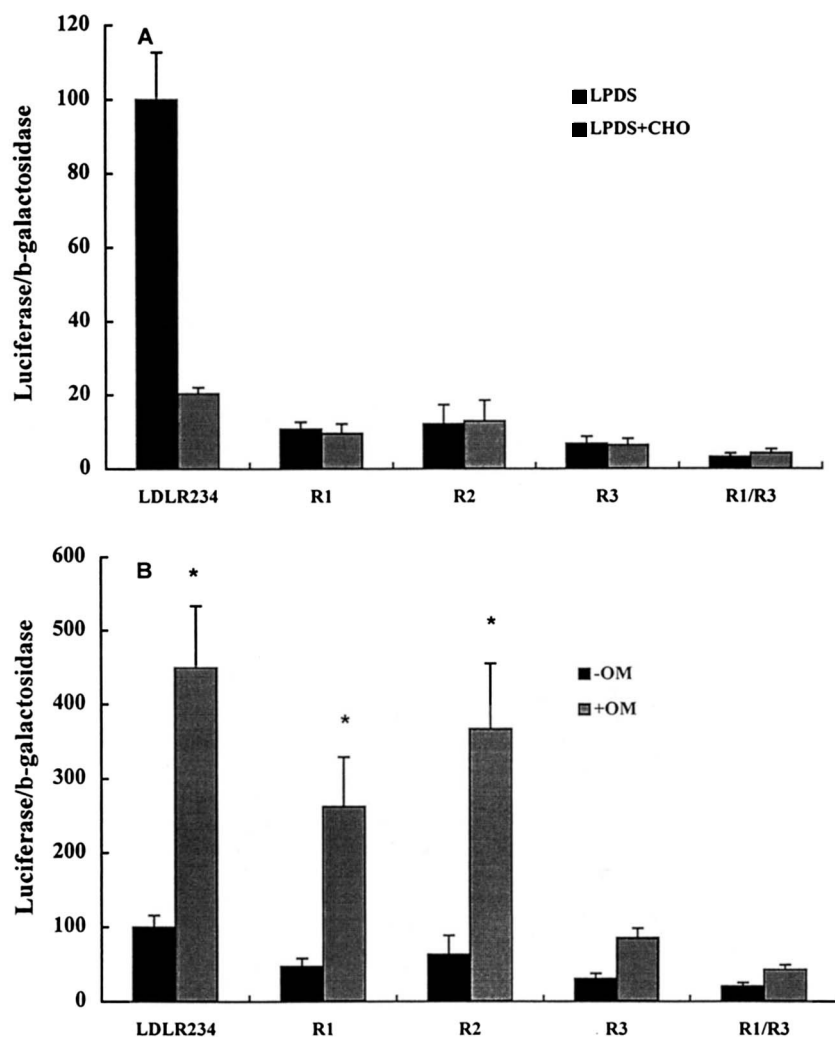 A
120
100
80
60
40
20
0
Luciferase/b-galactosidase
LPDS
LPDS+CHO
LDLR234 R1 R2 R3 R1/R3
B
600
500
400
300
200
100
0
Luciferase/b-galactosidase
* * *
-OM
+OM
LDLR234 R1 R2 R3 R1/R3